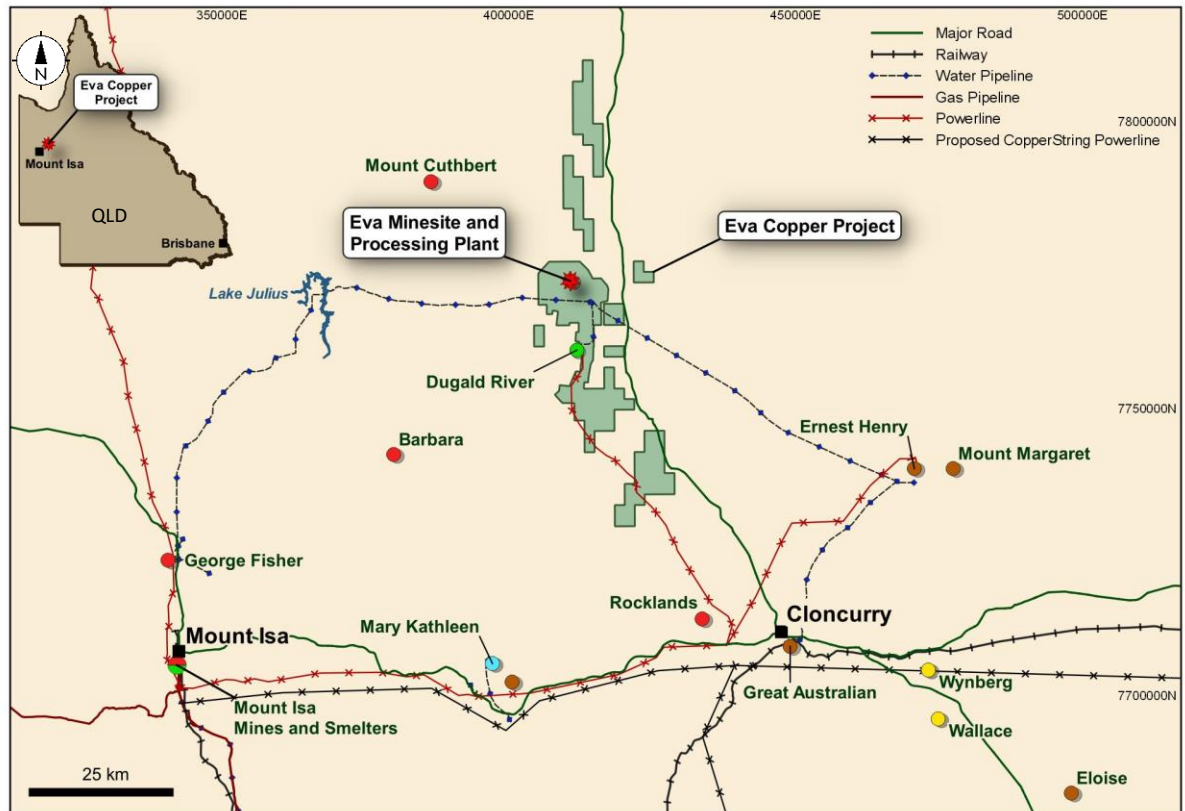 350000E
400000E
450000E
500000E
N
Eva Copper
Project
Mount Isa
QLD
Brisbane
Major Road
Railway
Water Pipeline
Gas Pipeline
Powerline
Proposed CopperString Powerline
7800000N
Mount Cuthbert
Eva Minesite and
Processing Plant
Eva Copper Project
Lake Julius
Dugald River
7750000N
Barbara
Ernest Henry
Mount Margaret
George Fisher
Rocklands
Cloncurry
Mount Isa
Mary Kathleen
Great Australian
Wynberg
7700000N
Mount Isa
Mines and Smelters
Wallace
25 km
Eloise